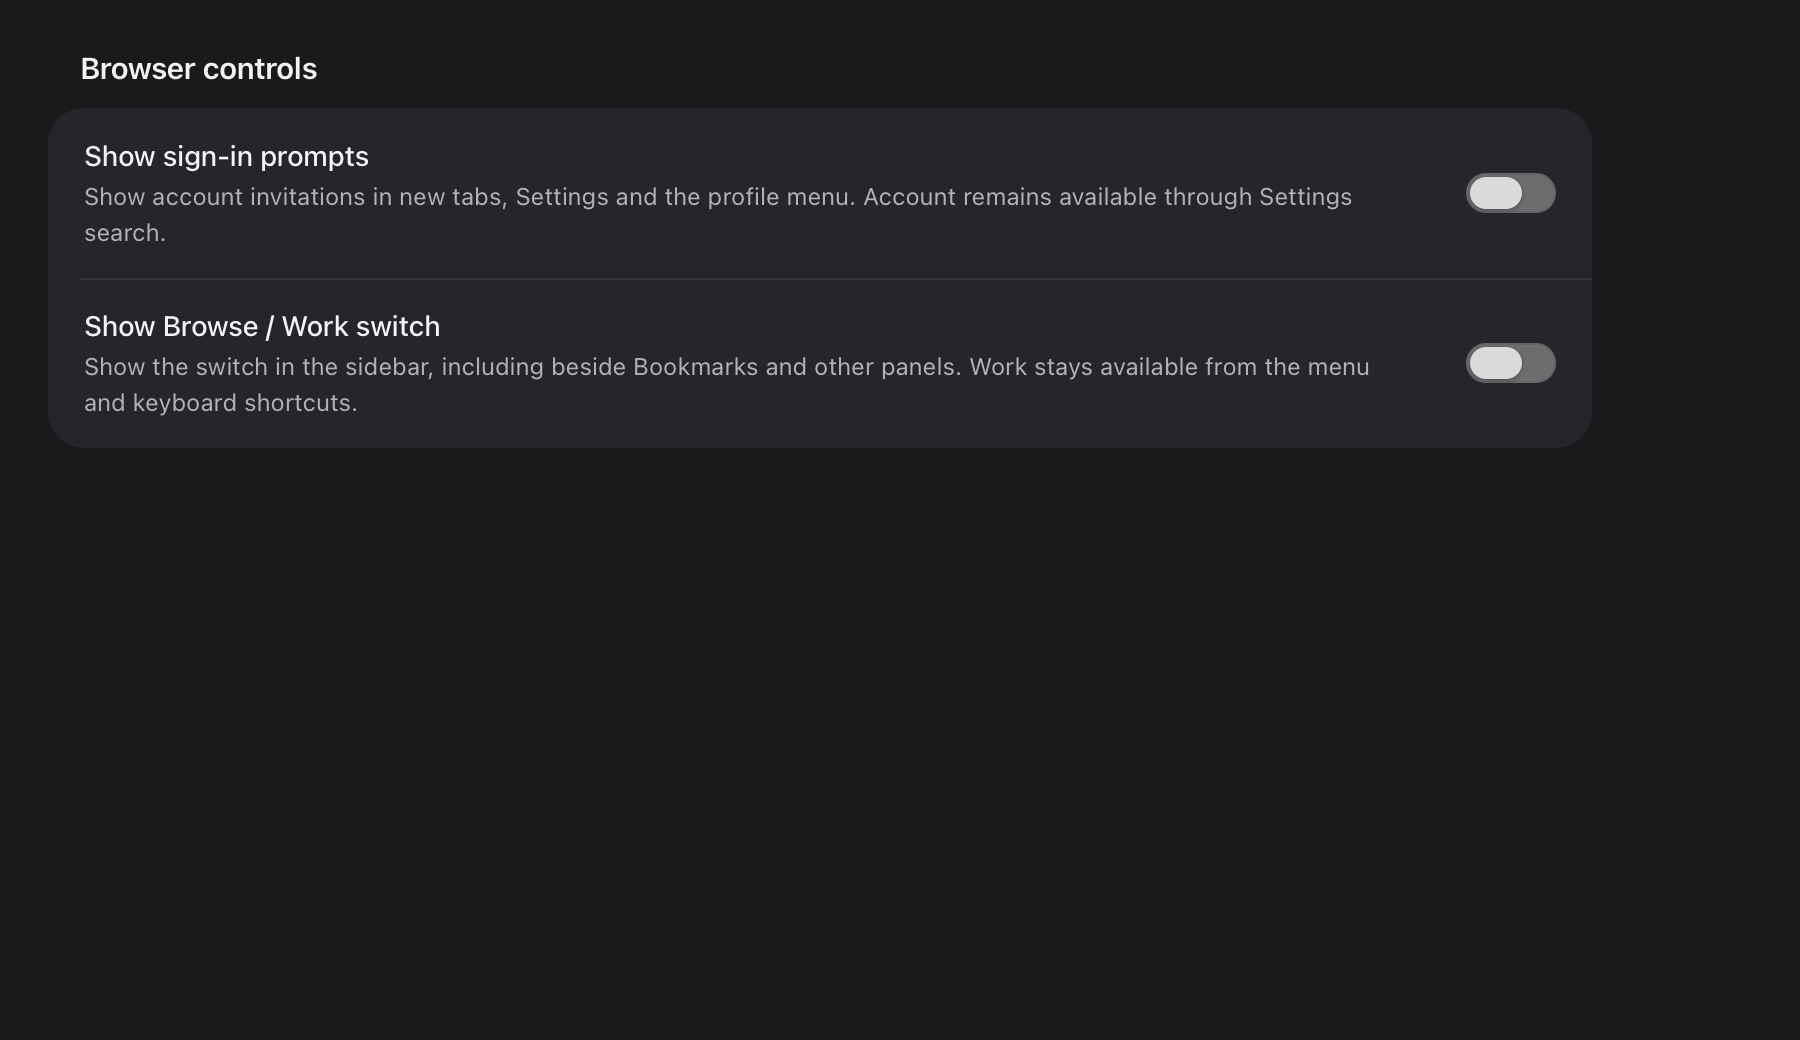 Browser controls
Show sign-in prompts
Show account invitations in new tabs, Settings and the profile menu. Account remains available through Settings
search.
Show Browse / Work switch
Show the switch in the sidebar, including beside Bookmarks and other panels. Work stays available from the menu
and keyboard shortcuts.